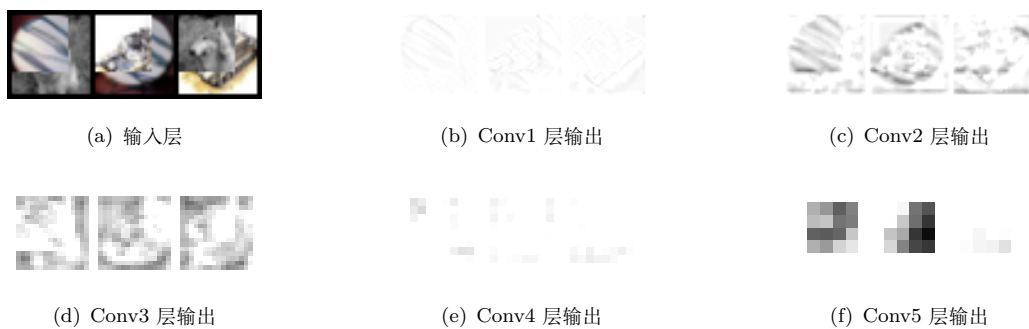 (a) 输入层
(b) Conv1 层输出
(c) Conv2 层输出
(d) Conv3 层输出
(e) Conv4 层输出
(f) Conv5 层输出